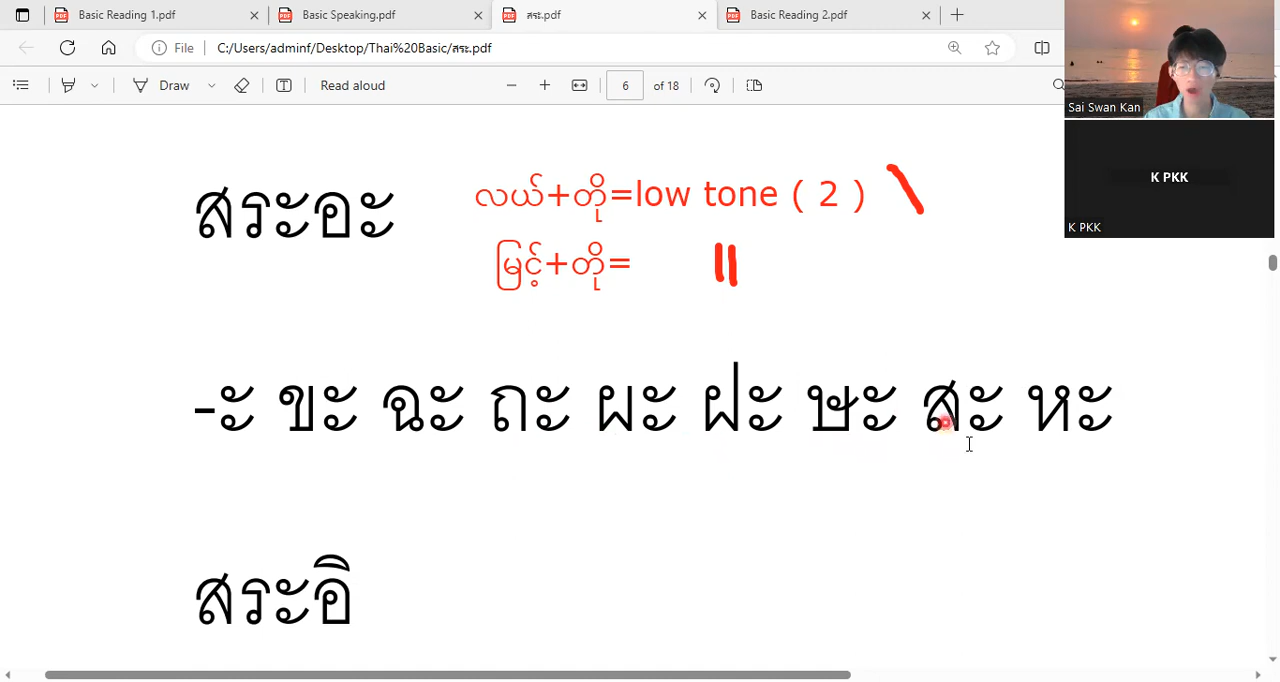 Basic Reading 1.pdf
Basic Speaking.pdf
สระ.pdf
Basic Reading 2.pdf
File
C:/Users/adminf/Desktop/Thai%20Basic/สระ.pdf
Draw
Read aloud
6 of 18
Sai Swan Kan
K PKK
K PKK
สระอะ
လယ်+တို=low tone ( 2 ) \
မြင့်+တို= ||
-ะ ขะ ฉะ ถะ ผะ ฝะ ษะ สะ หะ
สระอิ